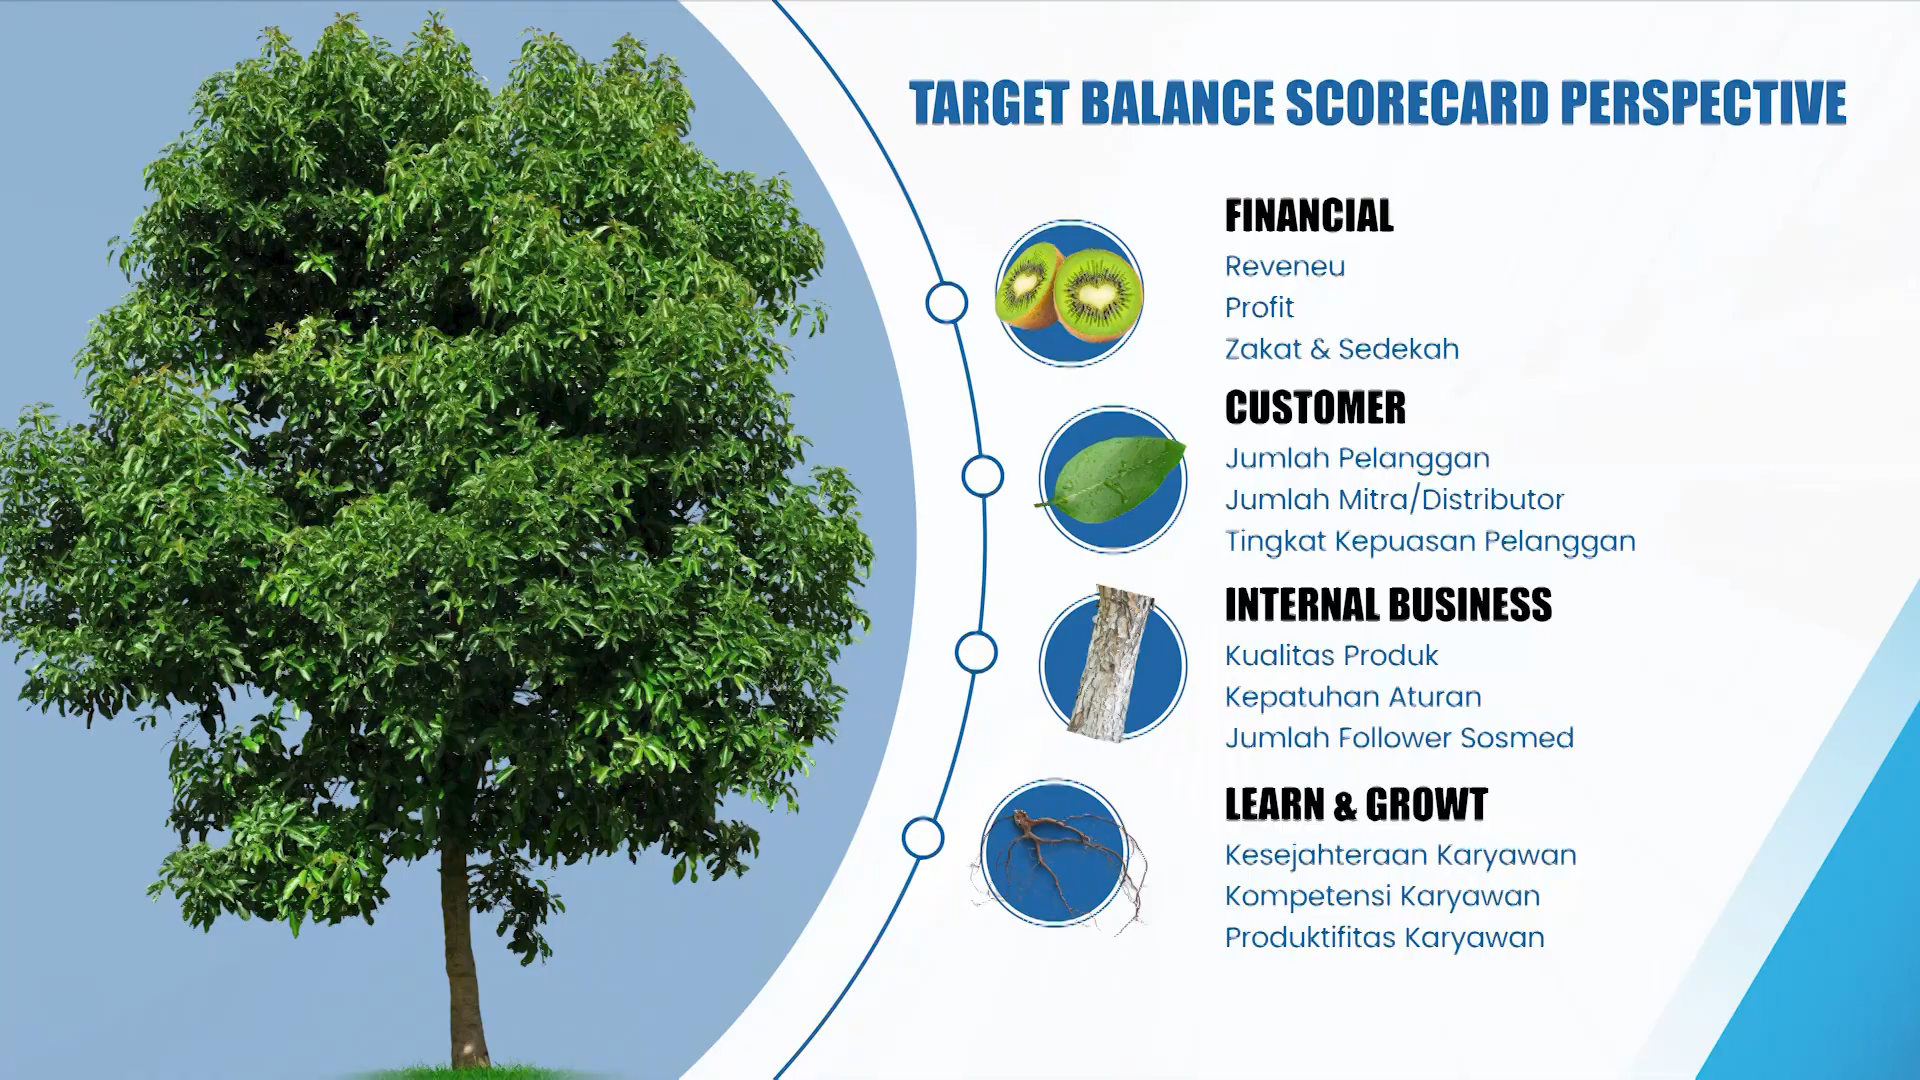 TARGET BALANCE SCORECARD PERSPECTIVE
FINANCIAL
Reveneu
Profit
Zakat & Sedekah
CUSTOMER
Jumlah Pelanggan
Jumlah Mitra/Distributor
Tingkat Kepuasan Pelanggan
INTERNAL BUSINESS
Kualitas Produk
Kepatuhan Aturan
Jumlah Follower Sosmed
LEARN & GROWT
Kesejahteraan Karyawan
Kompetensi Karyawan
Produktifitas Karyawan